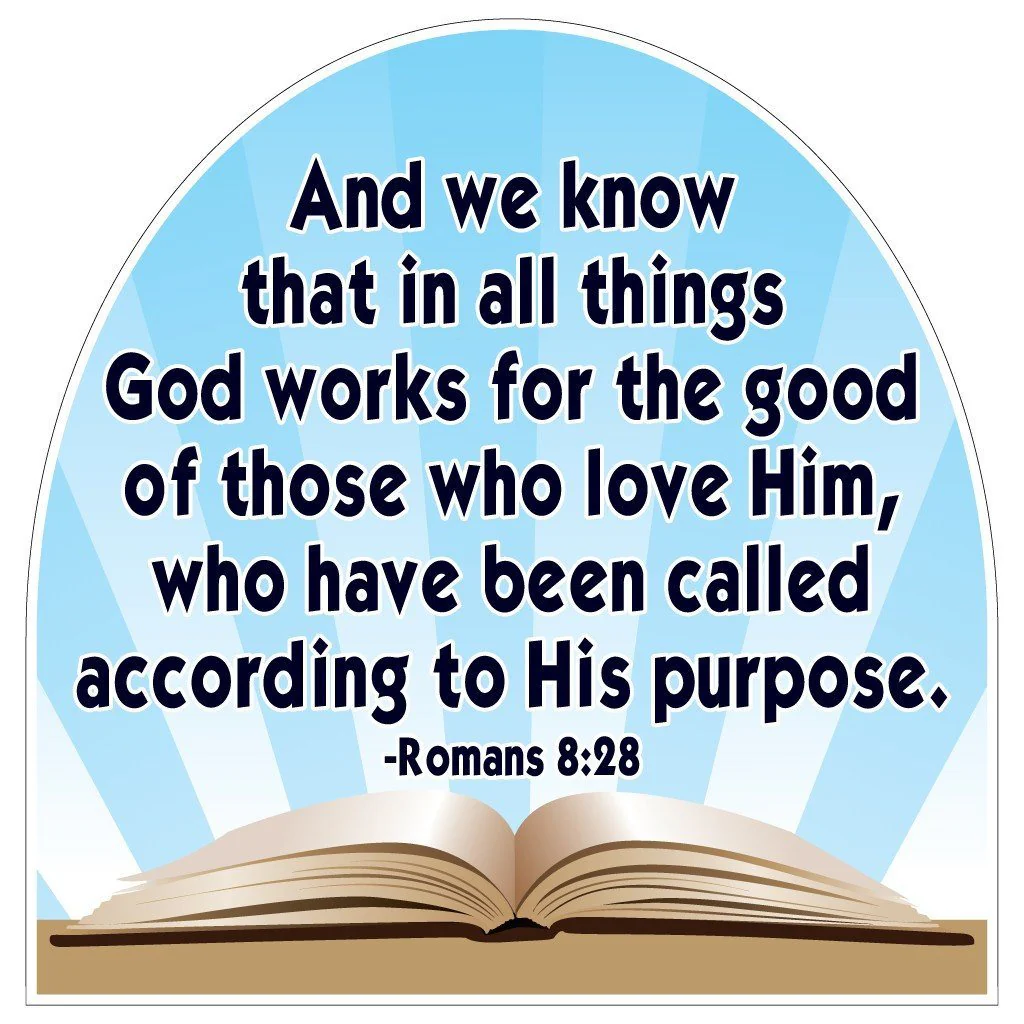 And we know
that in all things
God works for the good
of those who love Him,
who have been called
according to His purpose.
-Romans 8:28